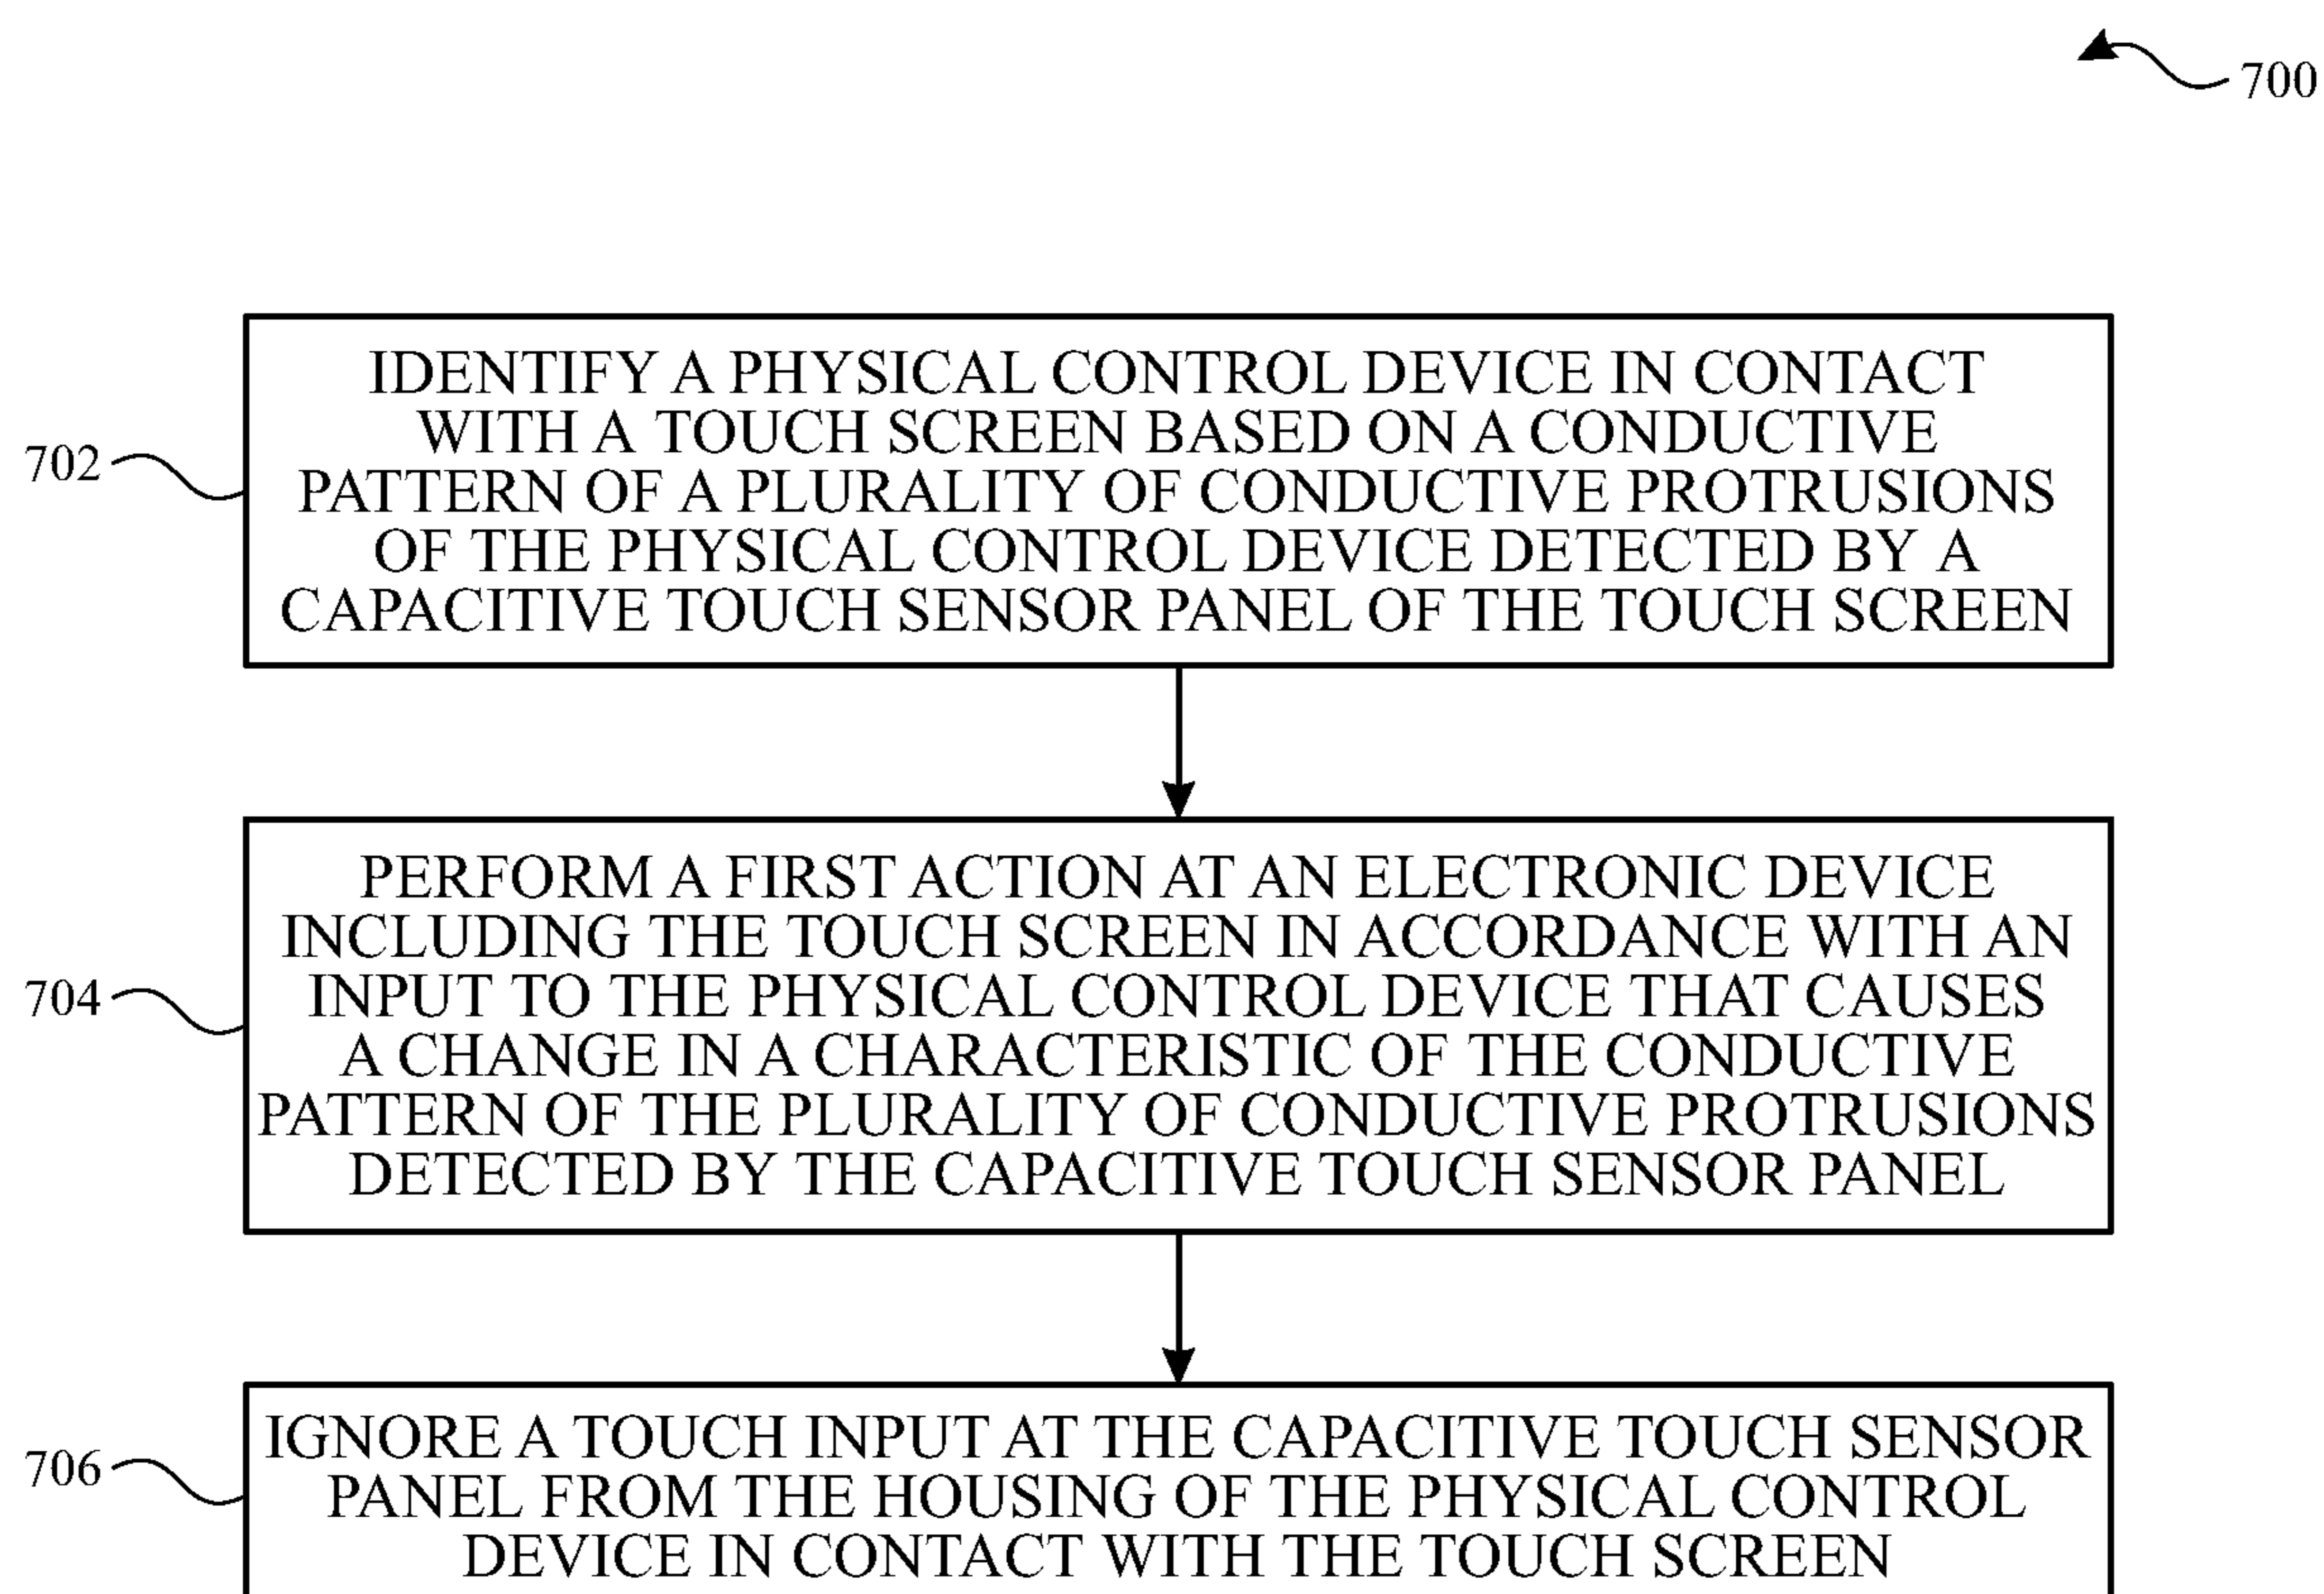 700
IDENTIFY A PHYSICAL CONTROL DEVICE IN CONTACT
WITH A TOUCH SCREEN BASED ON A CONDUCTIVE
702
PATTERN OF A PLURALITY OF CONDUCTIVE PROTRUSIONS
OF THE PHYSICAL CONTROL DEVICE DETECTED BY A
CAPACITIVE TOUCH SENSOR PANEL OF THE TOUCH SCREEN
PERFORM A FIRST ACTION AT AN ELECTRONIC DEVICE
INCLUDING THE TOUCH SCREEN IN ACCORDANCE WITH AN
704
INPUT TO THE PHYSICAL CONTROL DEVICE THAT CAUSES
A CHANGE IN A CHARACTERISTIC OF THE CONDUCTIVE
PATTERN OF THE PLURALITY OF CONDUCTIVE PROTRUSIONS
DETECTED BY THE CAPACITIVE TOUCH SENSOR PANEL
IGNORE A TOUCH INPUT AT THE CAPACITIVE TOUCH SENSOR
706
PANEL FROM THE HOUSING OF THE PHYSICAL CONTROL
DEVICE IN CONTACT WITH THE TOUCH SCREEN